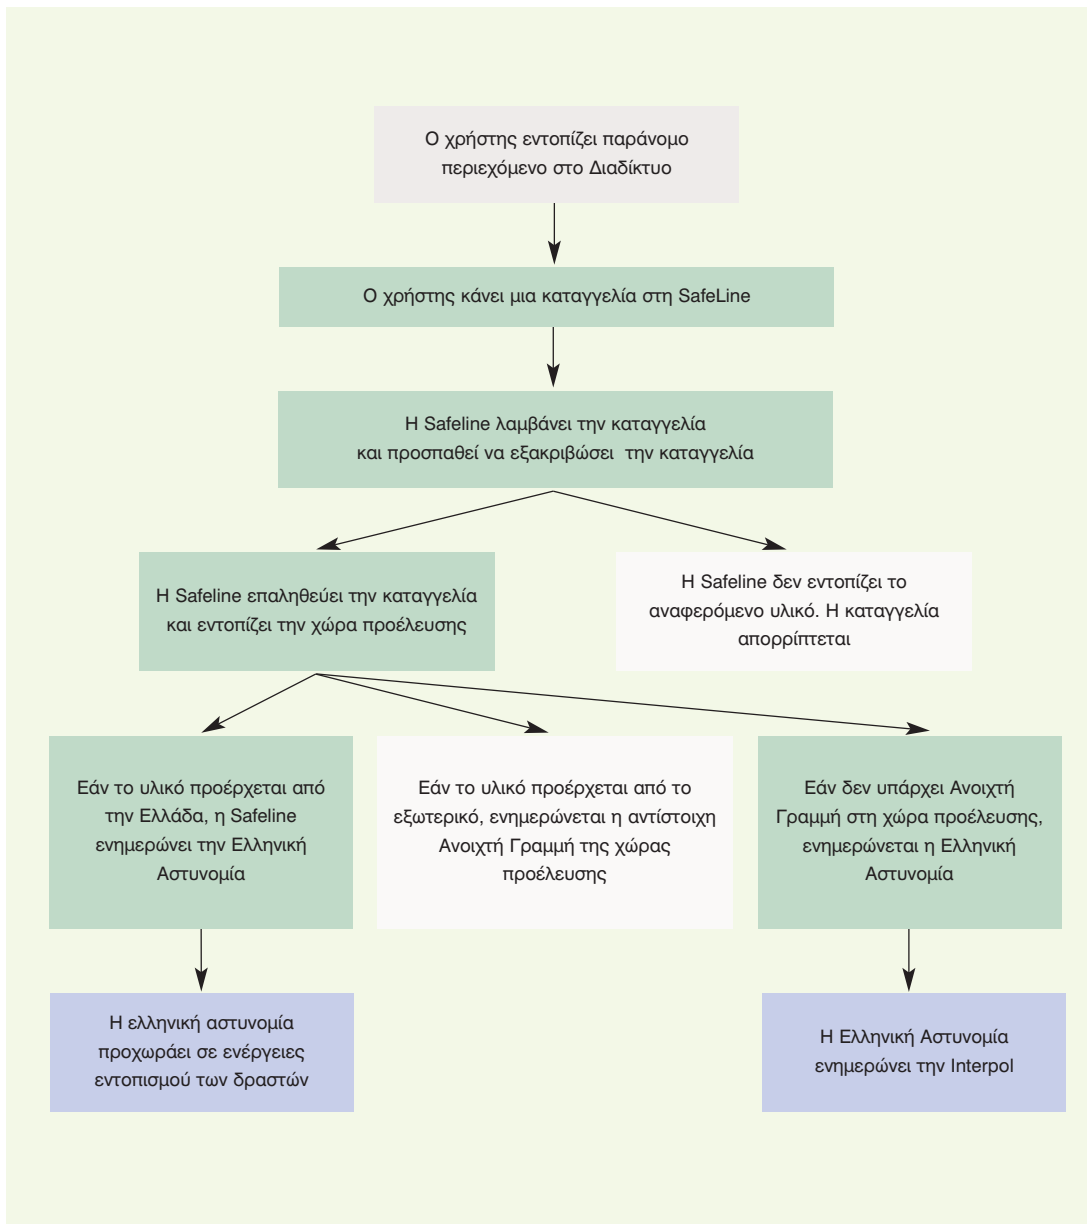 Ο χρήστης εντοπίζει παράνομο
περιεχόμενο στο Διαδίκτυο
Ο χρήστης κάνει μια καταγγελία στη SafeLine
Η Safeline λαμβάνει την καταγγελία
και προσπαθεί να εξακριβώσει την καταγγελία
Η Safeline επαληθεύει την καταγγελία
και εντοπίζει την χώρα προέλευσης
Η Safeline δεν εντοπίζει το
αναφερόμενο υλικό. Η καταγγελία
απορρίπτεται
Εάν το υλικό προέρχεται από
την Ελλάδα, η Safeline
ενημερώνει την Ελληνική
Αστυνομία
Εάν το υλικό προέρχεται από το
εξωτερικό, ενημερώνεται η αντίστοιχη
Ανοιχτή Γραμμή της χώρας
προέλευσης
Εάν δεν υπάρχει Ανοιχτή
Γραμμή στη χώρα προέλευσης,
ενημερώνεται η Ελληνική
Αστυνομία
Η ελληνική αστυνομία
προχωράει σε ενέργειες
εντοπισμού των δραστών
Η Ελληνική Αστυνομία
ενημερώνει την Interpol